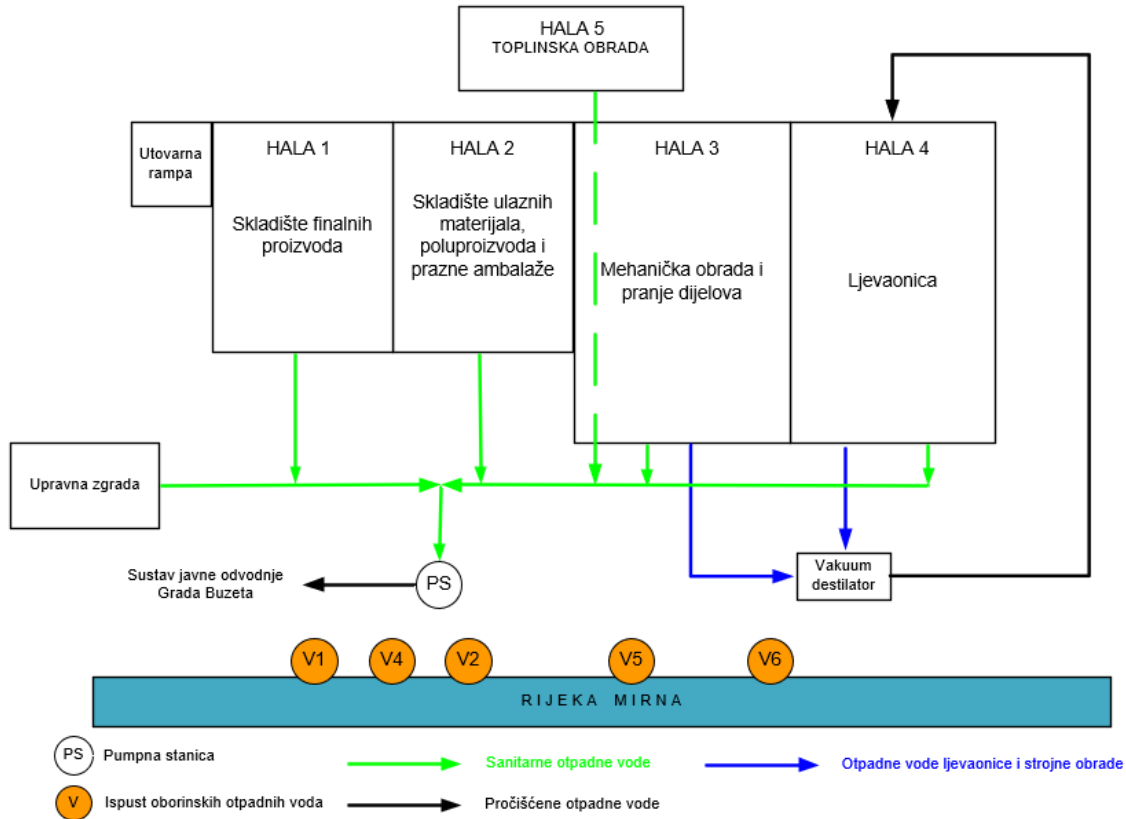 HALA 5
TOPLINSKA OBRADA
Utovarna
rampa
HALA 1
Skladište finalnih
proizvoda
HALA 2
Skladište ulaznih
materijala,
poluproizvoda i
prazne ambalaže
HALA 3
Mehanička obrada i
pranje dijelova
HALA 4
Ljevaonica
Upravna zgrada
Sustav javne odvodnje
Grada Buzeta
PS
Vakuum
destilator
V1
V4
V2
V5
V6
RIJEKA MIRNA
PS
Pumpna stanica
Sanitarne otpadne vode
Otpadne vode ljevaonice i strojne obrade
V
Ispust oborinskih otpadnih voda
Pročišćene otpadne vode